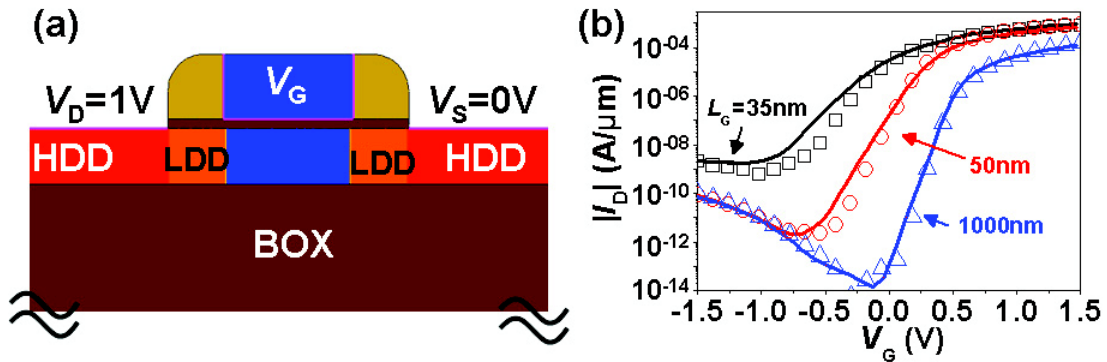 (a)
V_G
V_D=1V
V_S=0V
HDD
LDD
LDD
HDD
BOX
(b)
|I_D| (A/μm)
10^-04
10^-06
10^-08
10^-10
10^-12
10^-14
L_G=35nm
50nm
1000nm
-1.5 -1.0 -0.5 0.0 0.5 1.0 1.5
V_G (V)